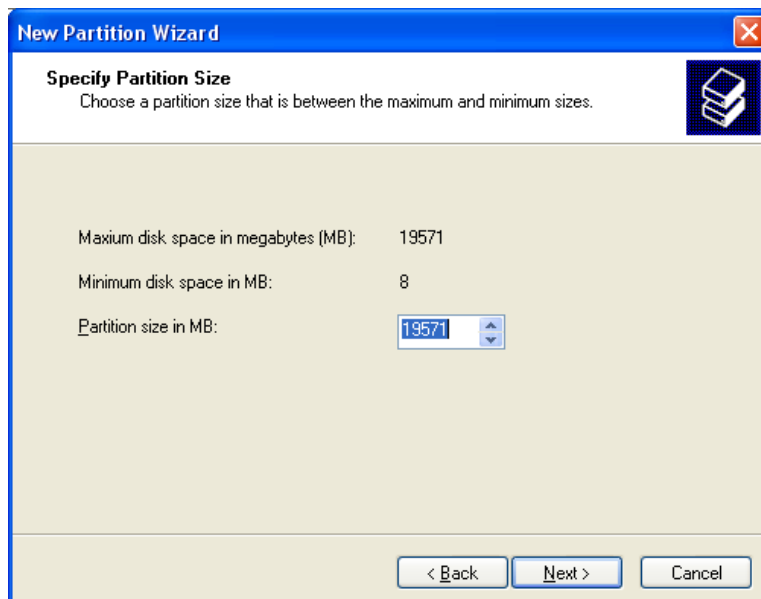 New Partition Wizard
Specify Partition Size
Choose a partition size that is between the maximum and minimum sizes.
Maxium disk space in megabytes (MB): 19571
Minimum disk space in MB: 8
Partition size in MB: 19571
< Back Next > Cancel